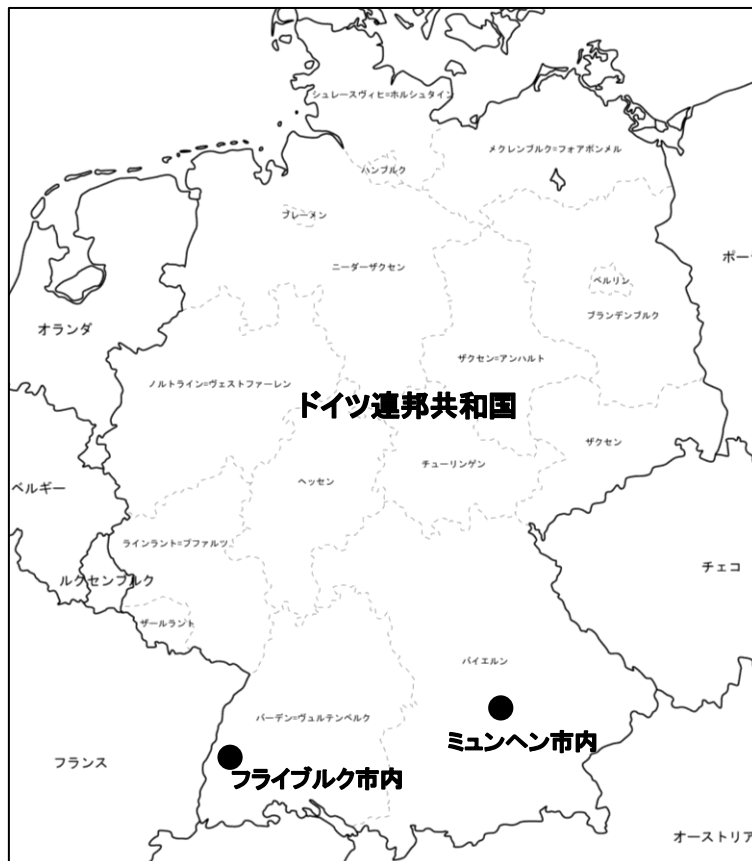 シュレースヴィヒ=ホルシュタイン
メクレンブルク=フォアポンメル
ハンブルク
ブレーメン
ポー
ニーダーザクセン
ベルリン
ブランデンブルク
オランダ
ザクセン=アンハルト
ノルトライン=ヴェストファーレン
ドイツ連邦共和国
ザクセン
チューリンゲン
ヘッセン
ベルギー
ラインラント=プファルツ
チェコ
ルクセンブルク
ザールラント
バイエルン
バーデン=ヴュルテンベルク
ミュンヘン市内
フランス
フライブルク市内
オーストリア